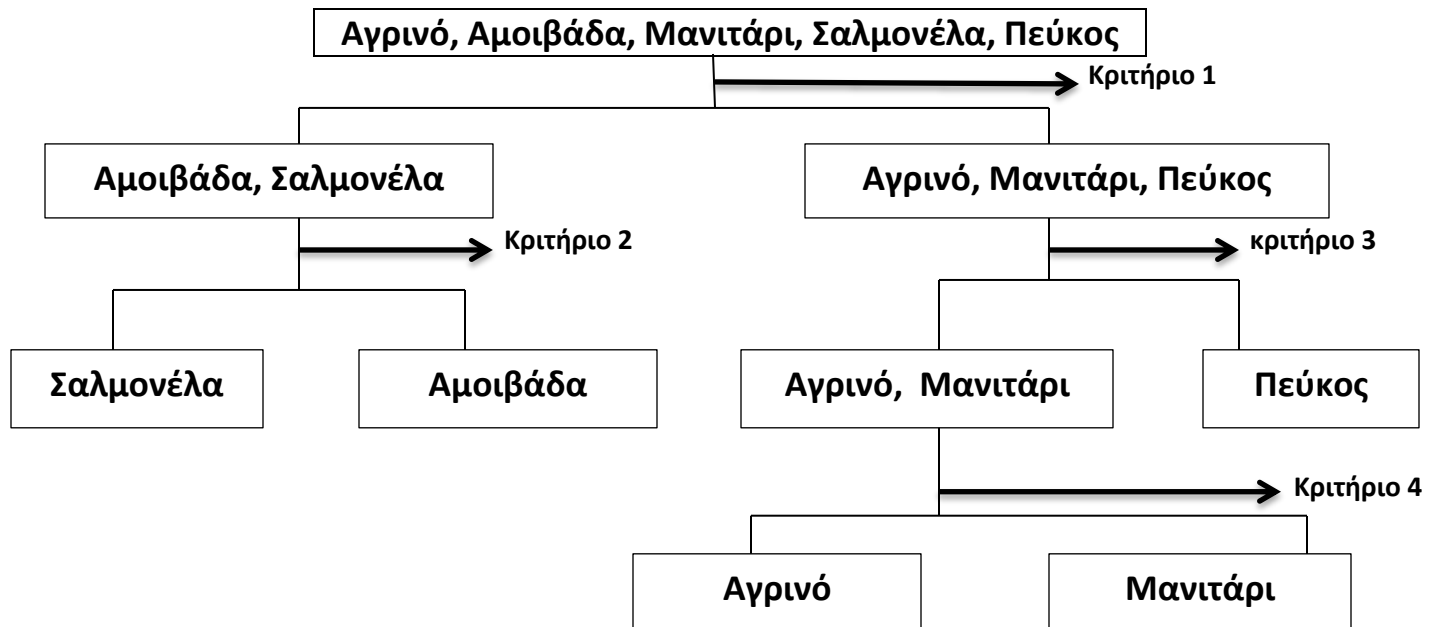 Αγρινό, Αμοιβάδα, Μανιτάρι, Σαλμονέλα, Πεύκος
Κριτήριο 1
Αμοιβάδα, Σαλμονέλα
Αγρινό, Μανιτάρι, Πεύκος
Κριτήριο 2
κριτήριο 3
Σαλμονέλα
Αμοιβάδα
Αγρινό, Μανιτάρι
Πεύκος
Κριτήριο 4
Αγρινό
Μανιτάρι